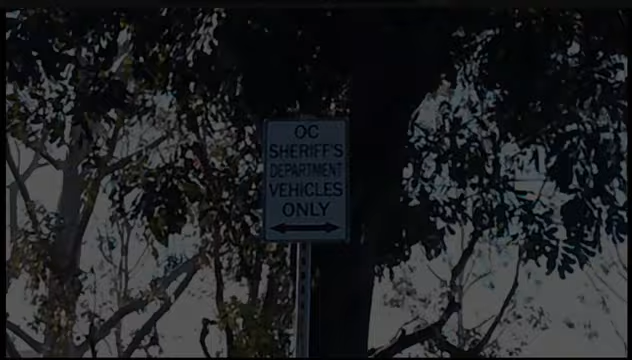 OC
SHERIFF'S
DEPARTMENT
VEHICLES
ONLY